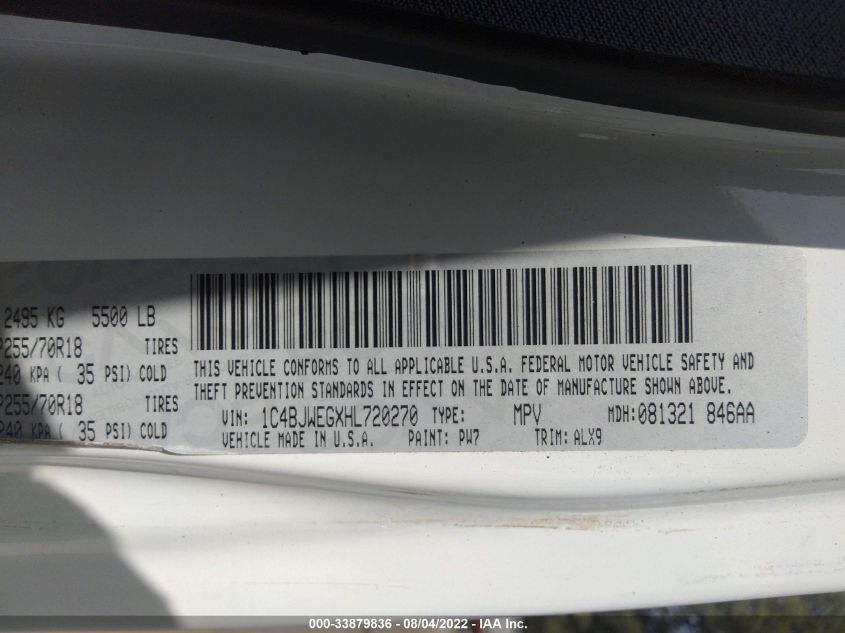 2495 KG 5500 LB
P255/70R18 TIRES
240 KPA ( 35 PSI) COLD
P255/70R18 TIRES
240 KPA ( 35 PSI) COLD
THIS VEHICLE CONFORMS TO ALL APPLICABLE U.S.A. FEDERAL MOTOR VEHICLE SAFETY AND
THEFT PREVENTION STANDARDS IN EFFECT ON THE DATE OF MANUFACTURE SHOWN ABOVE.
VIN: 1C4BJWEGXHL720270 TYPE: MPV MDH:081321 846AA
VEHICLE MADE IN U.S.A. PAINT: PW7 TRIM: ALX9
000-33879836 - 08/04/2022 - IAA Inc.